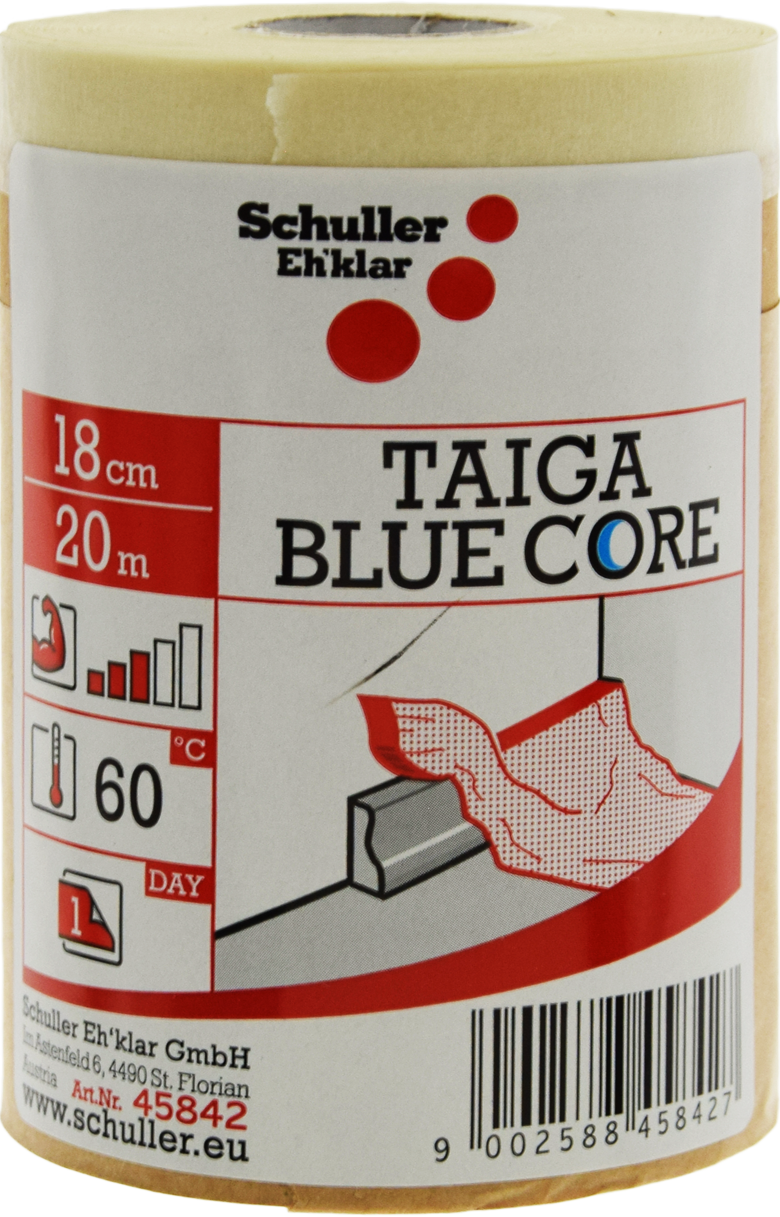 Schuller
Eh'klar
18 cm
20 m
TAIGA
BLUE CORE
°C
60
DAY
1
Schuller Eh'klar GmbH
Im Astenfeld 6, 4490 St. Florian
Austria Art.Nr. 45842
www.schuller.eu
9 002588 458427